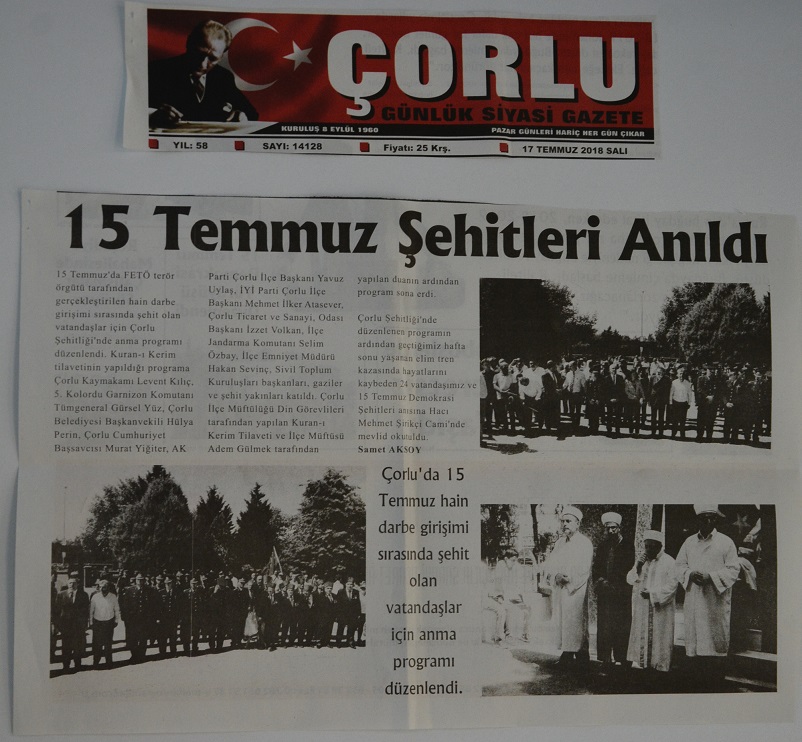 ÇORLU
GÜNLÜK SİYASİ GAZETE
KURULUŞ 8 EYLÜL 1960
PAZAR GÜNLERİ HARİÇ HER GÜN ÇIKAR
YIL: 58
SAYI: 14128
Fiyatı: 25 Krş.
17 TEMMUZ 2018 SALI
15 Temmuz Şehitleri Anıldı
15 Temmuz'da FETÖ terör
örgütü tarafından
gerçekleştirilen hain darbe
girişimi sırasında şehit olan
vatandaşlar için Çorlu
Şehitliği'nde anma programı
düzenlendi. Kuran-ı Kerim
tilavetinin yapıldığı programa
Çorlu Kaymakamı Levent Kılıç,
5. Kolordu Garnizon Komutanı
Tümgeneral Gürsel Yüz, Çorlu
Belediyesi Başkanvekili Hülya
Perin, Çorlu Cumhuriyet
Başsavcısı Murat Yiğiter, AK
Parti Çorlu İlçe Başkanı Yavuz
Uylaş, İYİ Parti Çorlu İlçe
Başkanı Mehmet İlker Atasever,
Çorlu Ticaret ve Sanayi, Odası
Başkanı İzzet Volkan, İlçe
Jandarma Komutanı Selim
Özbay, İlçe Emniyet Müdürü
Hakan Sevinç, Sivil Toplum
Kuruluşları başkanları, gaziler
ve şehit yakınları katıldı. Çorlu
İlçe Müftülüğü Din Görevlileri
tarafından yapılan Kuran-ı
Kerim Tilaveti ve İlçe Müftüsü
Adem Gülmek tarafından
yapılan duanın ardından
program sona erdi.
Çorlu Şehitliği'nde
düzenlenen programın
ardından geçtiğimiz hafta
sonu yaşanan elim tren
kazasında hayatlarını
kaybeden 24 vatandaşımız ve
15 Temmuz Demokrasi
Şehitleri anısına Hacı
Mehmet Şirikçi Cami'nde
mevlid okutuldu.
Samet AKSOY
Çorlu'da 15
Temmuz hain
darbe girişimi
sırasında şehit
olan
vatandaşlar
için anma
programı
düzenlendi.